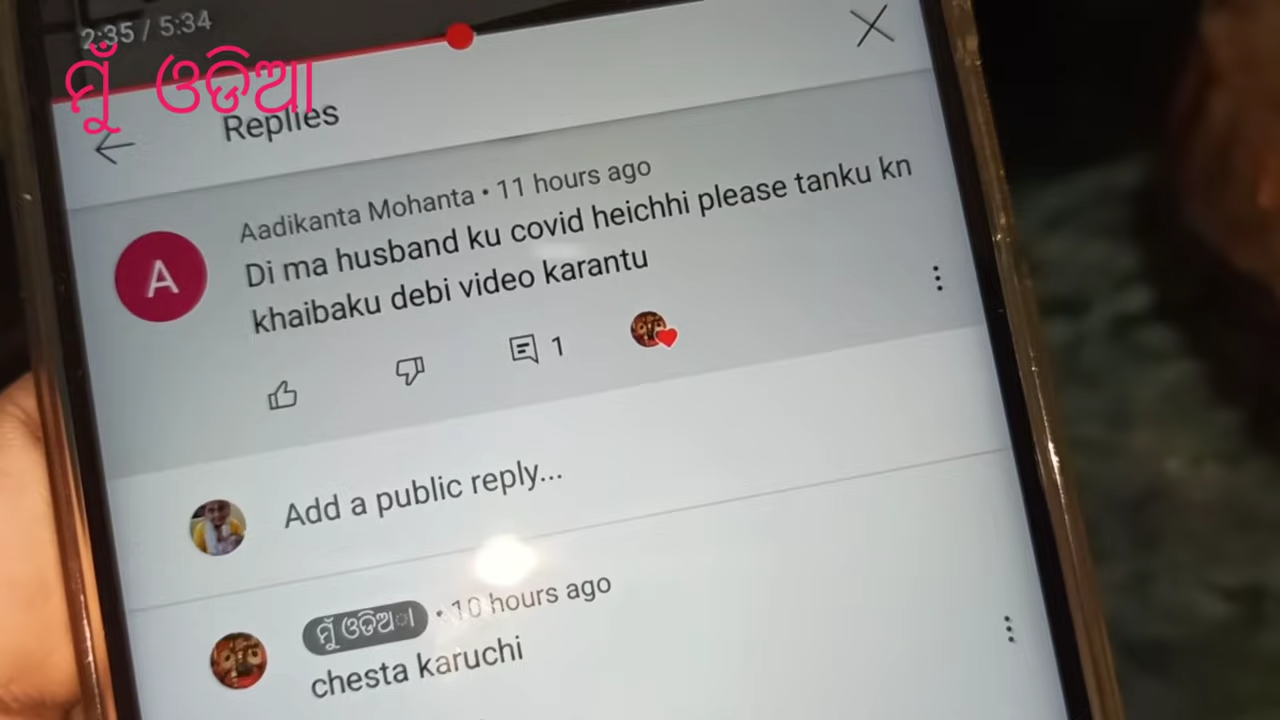 2:35 / 5:34
ମୁଁ ଓଡିଆ
Replies
Aadikanta Mohanta • 11 hours ago
Di ma husband ku covid heichhi please tanku kn
khaibaku debi video karantu
A
1
Add a public reply...
ମୁଁ ଓଡିଆ • 10 hours ago
chesta karuchi